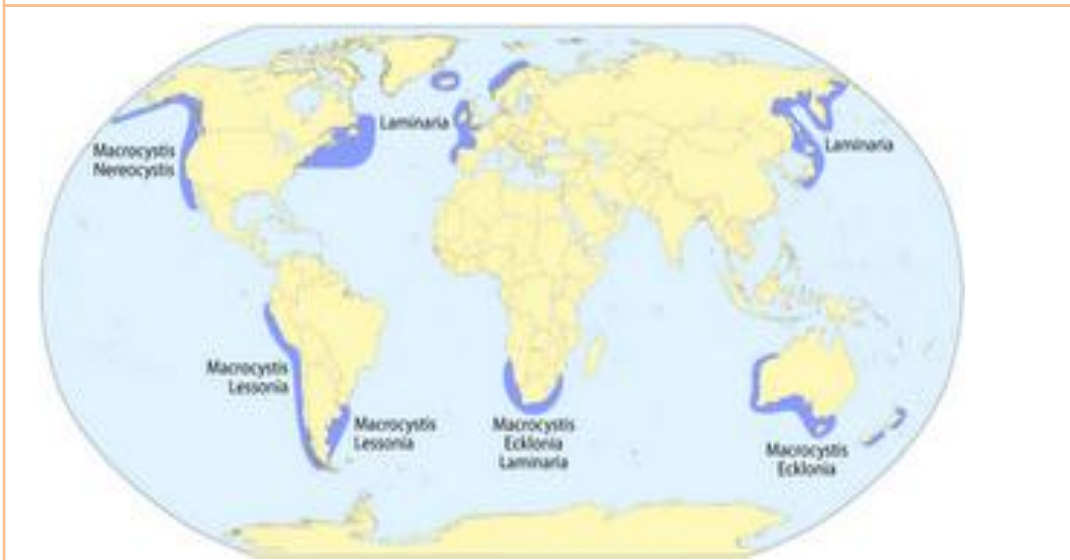 Laminaria
Macrocystis
Nereocystis
Laminaria
Macrocystis
Lessonia
Macrocystis
Lessonia
Macrocystis
Ecklonia
Laminaria
Macrocystis
Ecklonia